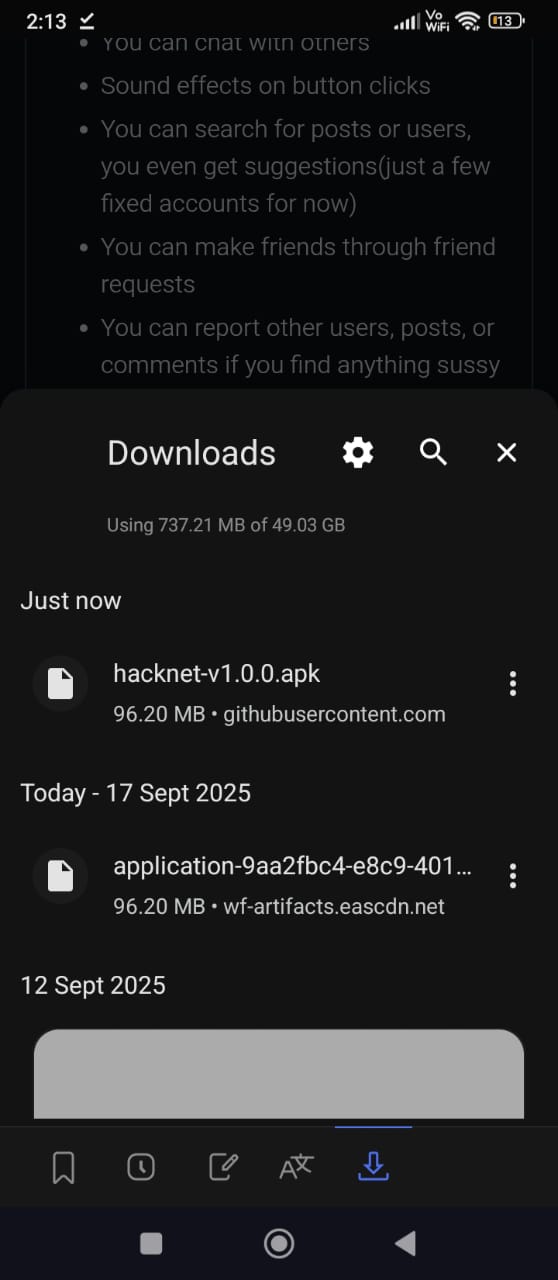 2:13
Vo
WiFi
13
You can chat with others
Sound effects on button clicks
You can search for posts or users,
you even get suggestions(just a few
fixed accounts for now)
You can make friends through friend
requests
You can report other users, posts, or
comments if you find anything sussy
Downloads
Using 737.21 MB of 49.03 GB
Just now
hacknet-v1.0.0.apk
96.20 MB • githubusercontent.com
Today - 17 Sept 2025
application-9aa2fbc4-e8c9-401...
96.20 MB • wf-artifacts.eascdn.net
12 Sept 2025